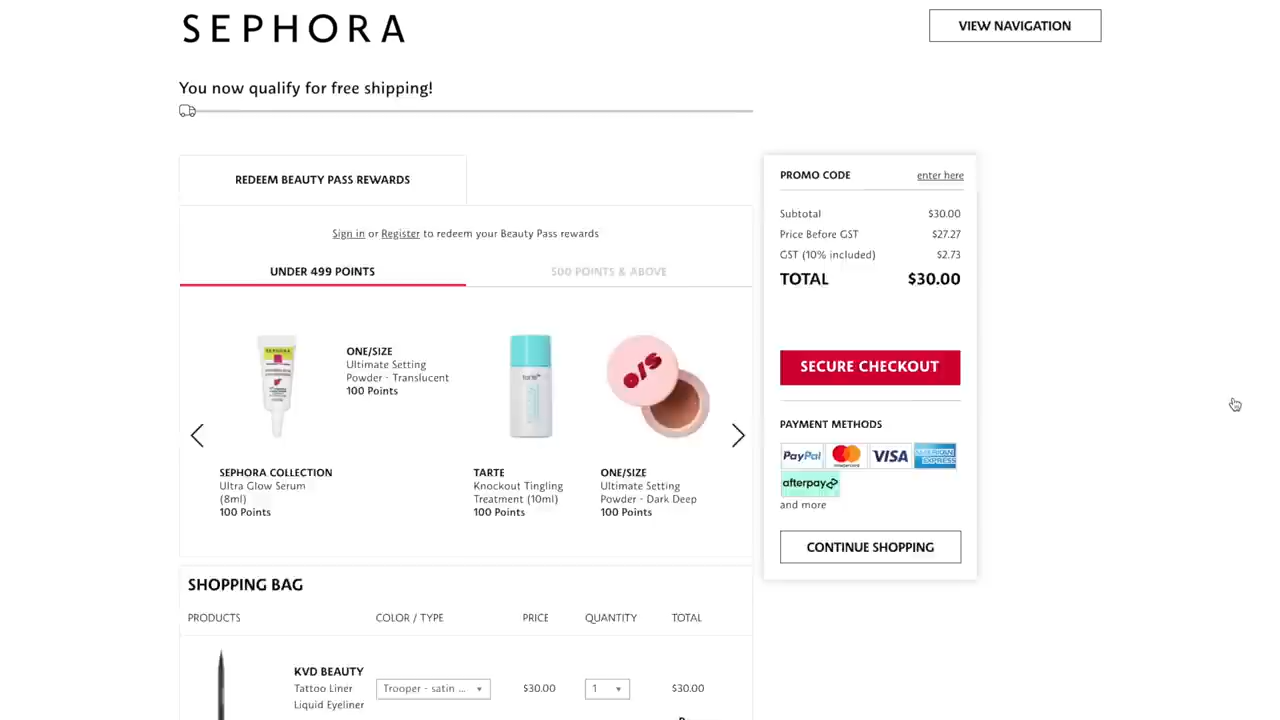 SEPHORA
VIEW NAVIGATION
You now qualify for free shipping!
REDEEM BEAUTY PASS REWARDS
Sign in or Register to redeem your Beauty Pass rewards
UNDER 499 POINTS
500 POINTS & ABOVE
SEPHORA
SEPHORA COLLECTION
Ultra Glow Serum
(8ml)
100 Points
ONE/SIZE
Ultimate Setting
Powder - Translucent
100 Points
tarte
TARTE
Knockout Tingling
Treatment (10ml)
100 Points
O/S
ONE/SIZE
Ultimate Setting
Powder - Dark Deep
100 Points
PROMO CODE enter here
Subtotal $30.00
Price Before GST $27.27
GST (10% included) $2.73
TOTAL $30.00
SECURE CHECKOUT
PAYMENT METHODS
PayPal mastercard VISA AMERICAN EXPRESS
afterpay
and more
CONTINUE SHOPPING
SHOPPING BAG
PRODUCTS COLOR / TYPE PRICE QUANTITY TOTAL
KVD BEAUTY
Tattoo Liner
Liquid Eyeliner
Trooper - satin ... $30.00 1 $30.00